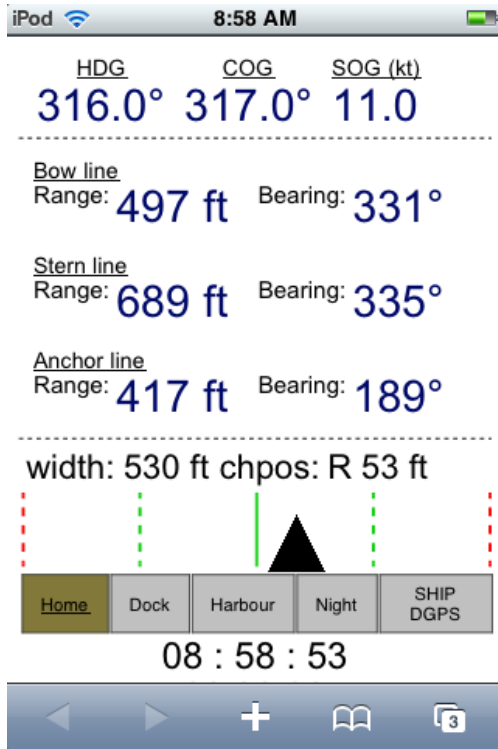 iPod 8:58 AM
HDG COG SOG (kt)
316.0° 317.0° 11.0
Bow line
Range: 497 ft Bearing: 331°
Stern line
Range: 689 ft Bearing: 335°
Anchor line
Range: 417 ft Bearing: 189°
width: 530 ft chpos: R 53 ft
Home Dock Harbour Night SHIP
DGPS
08 : 58 : 53
3